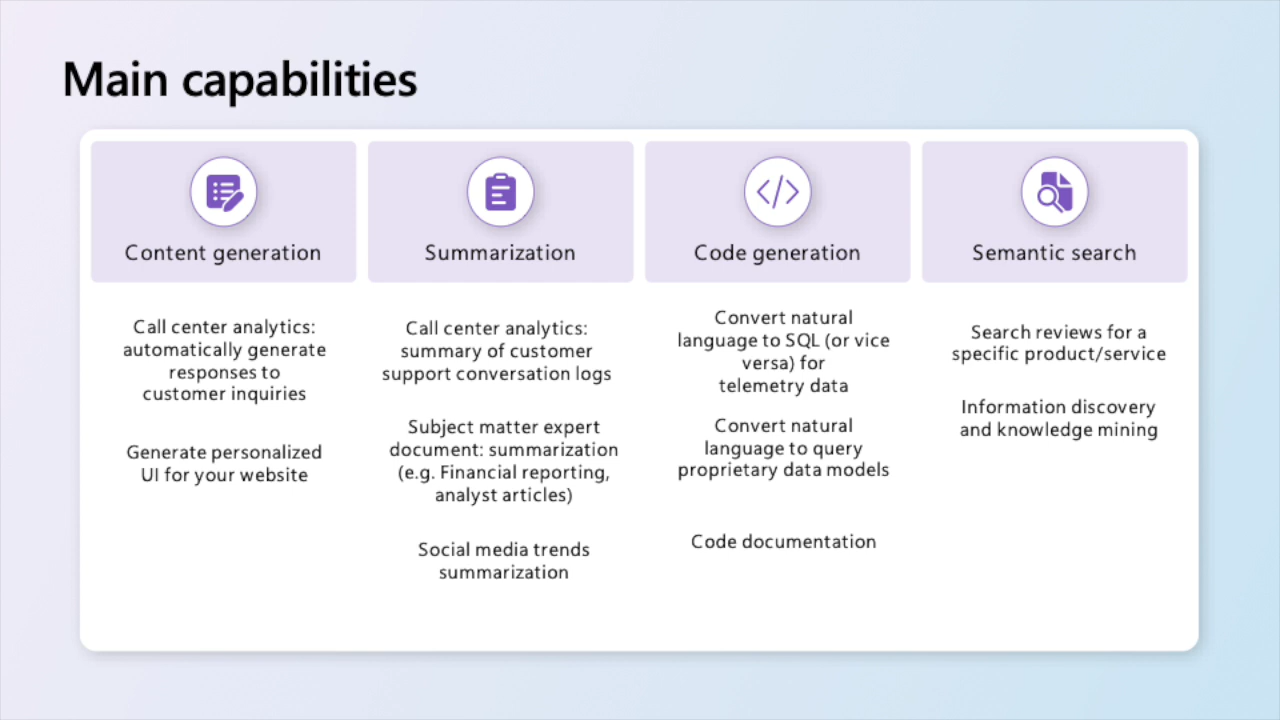 Main capabilities
Content generation
Call center analytics:
automatically generate
responses to
customer inquiries
Generate personalized
UI for your website
Summarization
Call center analytics:
summary of customer
support conversation logs
Subject matter expert
document: summarization
(e.g. Financial reporting,
analyst articles)
Social media trends
summarization
Code generation
Convert natural
language to SQL (or vice
versa) for
telemetry data
Convert natural
language to query
proprietary data models
Code documentation
Semantic search
Search reviews for a
specific product/service
Information discovery
and knowledge mining